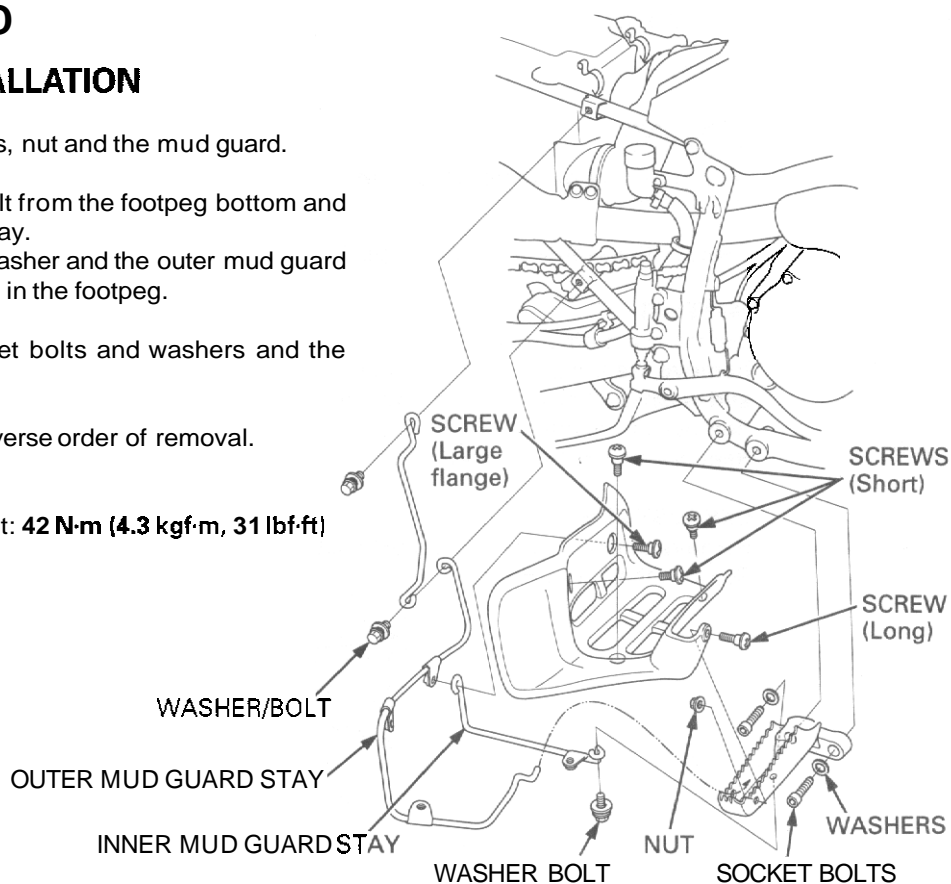 D
ALLATION
s, nut and the mud guard.
lt from the footpeg bottom and
ay.
asher and the outer mud guard
in the footpeg.
et bolts and washers and the
verse order of removal.
t: 42 N·m (4.3 kgf·m, 31 lbf·ft)
SCREW
(Large
flange)
SCREWS
(Short)
SCREW
(Long)
WASHER/BOLT
OUTER MUD GUARD STAY
INNER MUD GUARD STAY
WASHER BOLT
NUT
SOCKET BOLTS
WASHERS